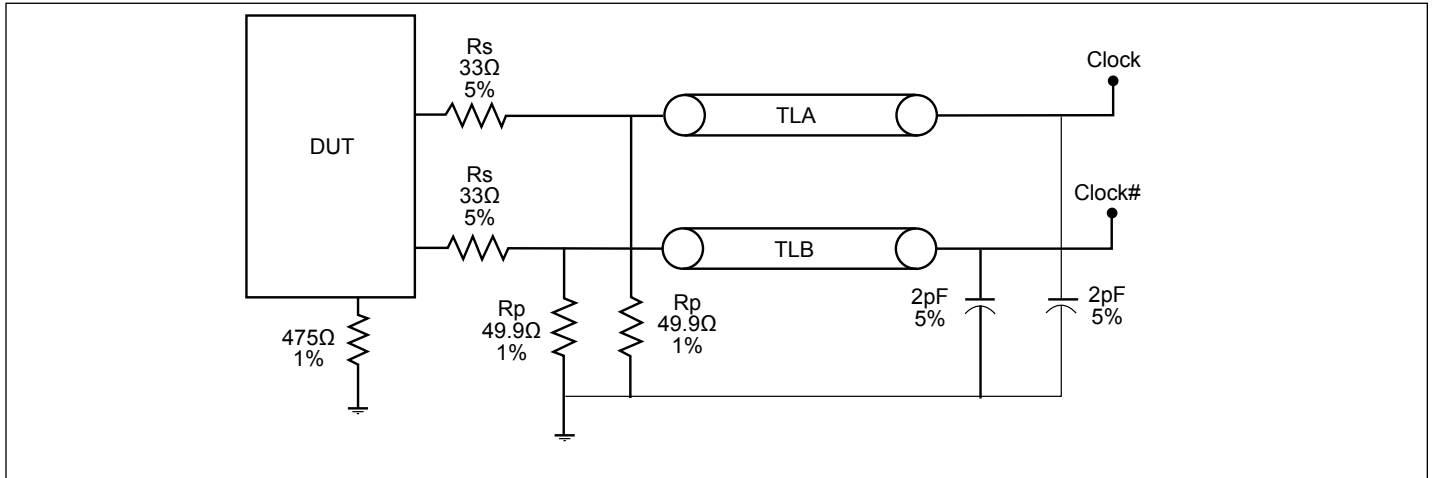 Rs
33Ω
5%
Clock
TLA
DUT
Rs
33Ω
5%
Clock#
TLB
475Ω
1%
Rp
49.9Ω
1%
Rp
49.9Ω
1%
2pF
5%
2pF
5%